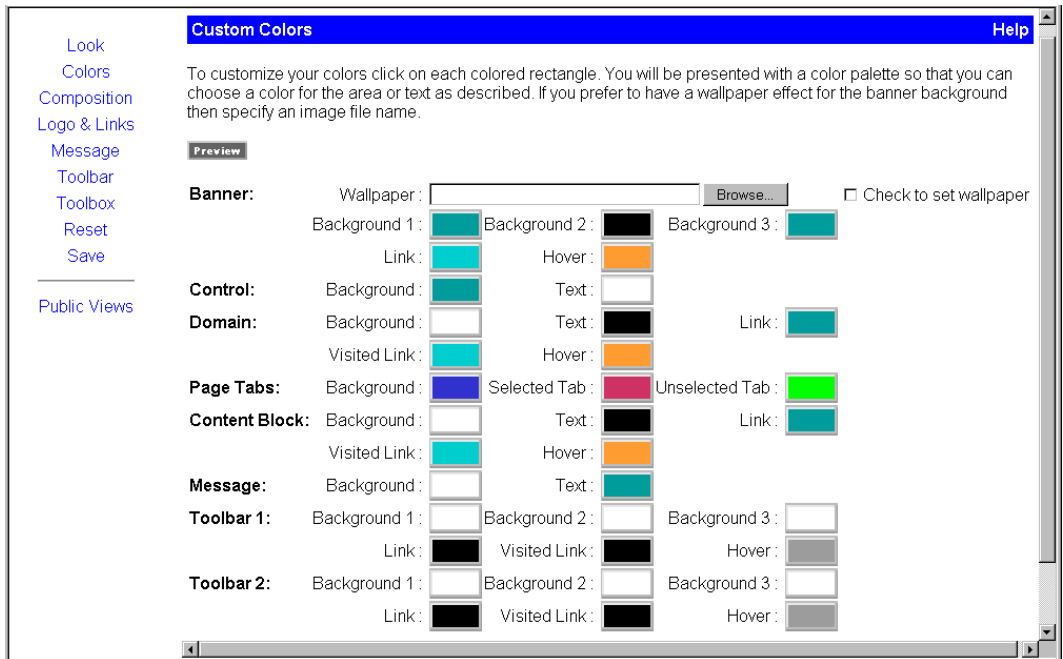 Look
Colors
Composition
Logo & Links
Message
Toolbar
Toolbox
Reset
Save
Public Views
Custom Colors Help
To customize your colors click on each colored rectangle. You will be presented with a color palette so that you can
choose a color for the area or text as described. If you prefer to have a wallpaper effect for the banner background
then specify an image file name.
Preview
Banner: Wallpaper : Browse... Check to set wallpaper
Background 1 : Background 2 : Background 3 :
Link : Hover :
Control: Background : Text :
Domain: Background : Text : Link :
Visited Link : Hover :
Page Tabs: Background : Selected Tab : Unselected Tab :
Content Block: Background : Text : Link :
Visited Link : Hover :
Message: Background : Text :
Toolbar 1: Background 1 : Background 2 : Background 3 :
Link : Visited Link : Hover :
Toolbar 2: Background 1 : Background 2 : Background 3 :
Link : Visited Link : Hover :